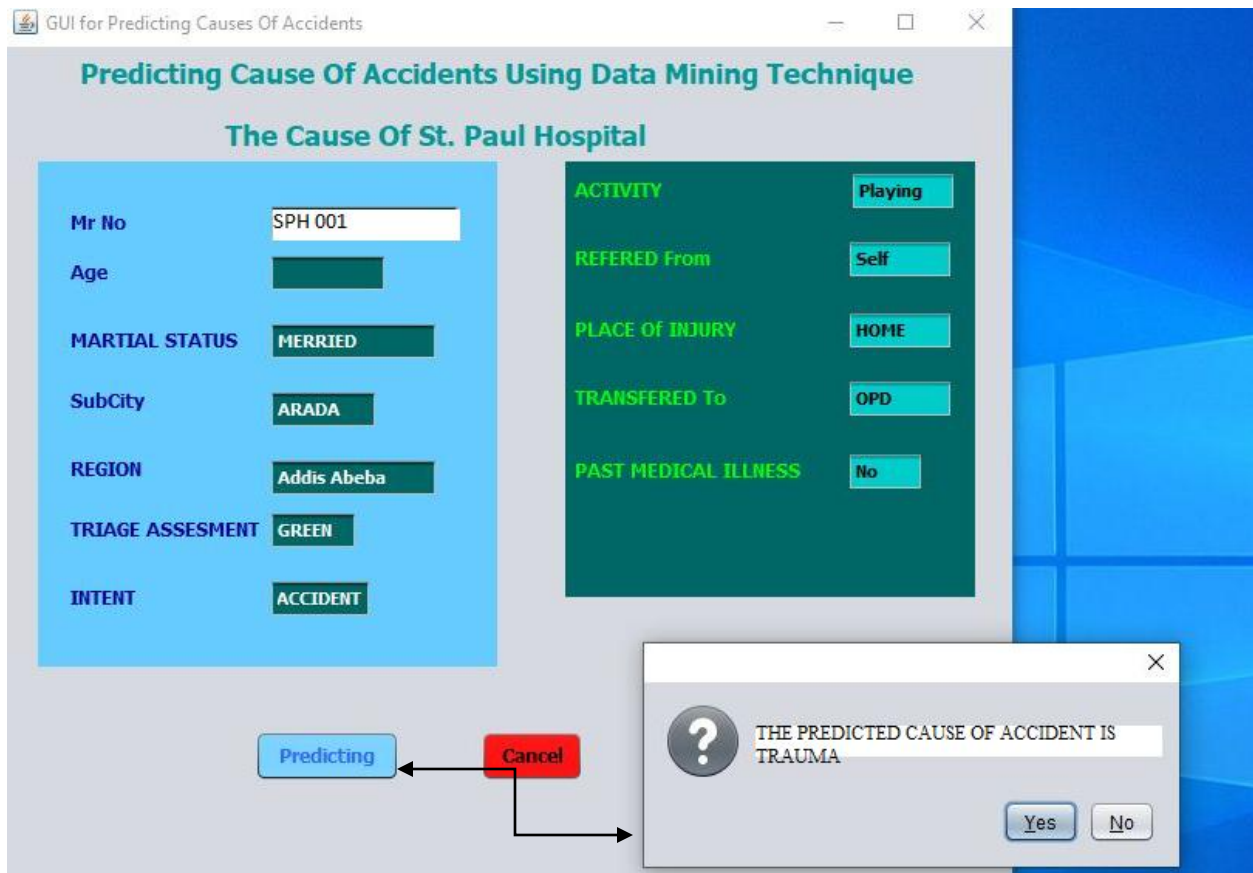 GUI for Predicting Causes Of Accidents
Predicting Cause Of Accidents Using Data Mining Technique
The Cause Of St. Paul Hospital
Mr No SPH 001
Age
MARTIAL STATUS MERRIED
SubCity ARADA
REGION Addis Abeba
TRIAGE ASSESMENT GREEN
INTENT ACCIDENT
ACTIVITY Playing
REFERED From Self
PLACE Of INJURY HOME
TRANSFERED To OPD
PAST MEDICAL ILLNESS No
Predicting Cancel
THE PREDICTED CAUSE OF ACCIDENT IS
TRAUMA
Yes No